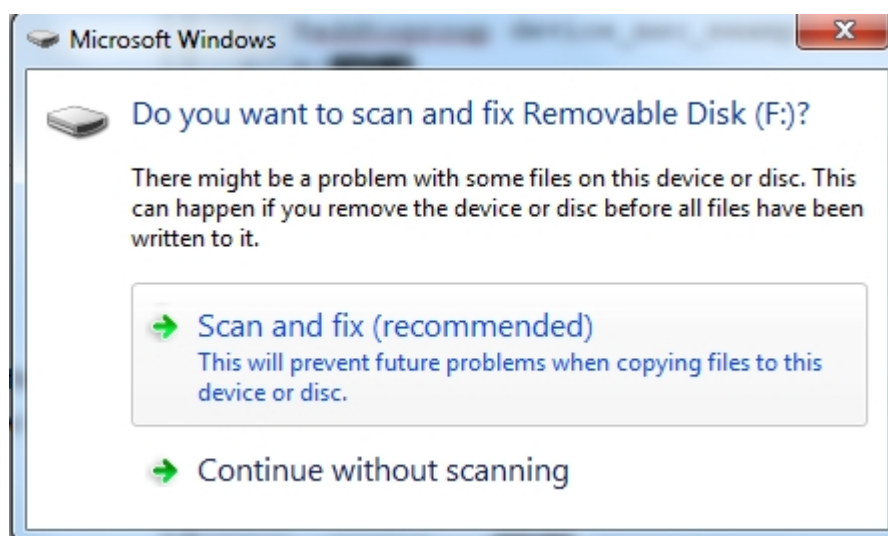 Microsoft Windows
Do you want to scan and fix Removable Disk (F:)?
There might be a problem with some files on this device or disc. This
can happen if you remove the device or disc before all files have been
written to it.
Scan and fix (recommended)
This will prevent future problems when copying files to this
device or disc.
Continue without scanning